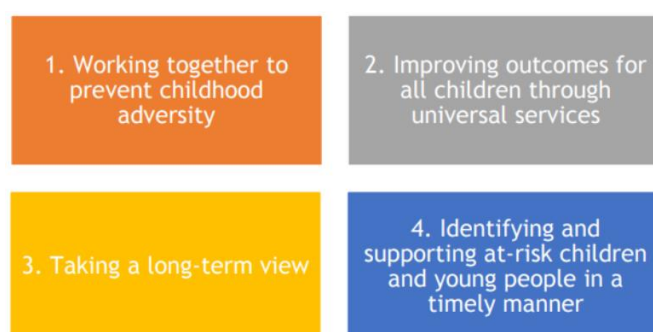 1. Working together to
prevent childhood
adversity
2. Improving outcomes for
all children through
universal services
3. Taking a long-term view
4. Identifying and
supporting at-risk children
and young people in a
timely manner